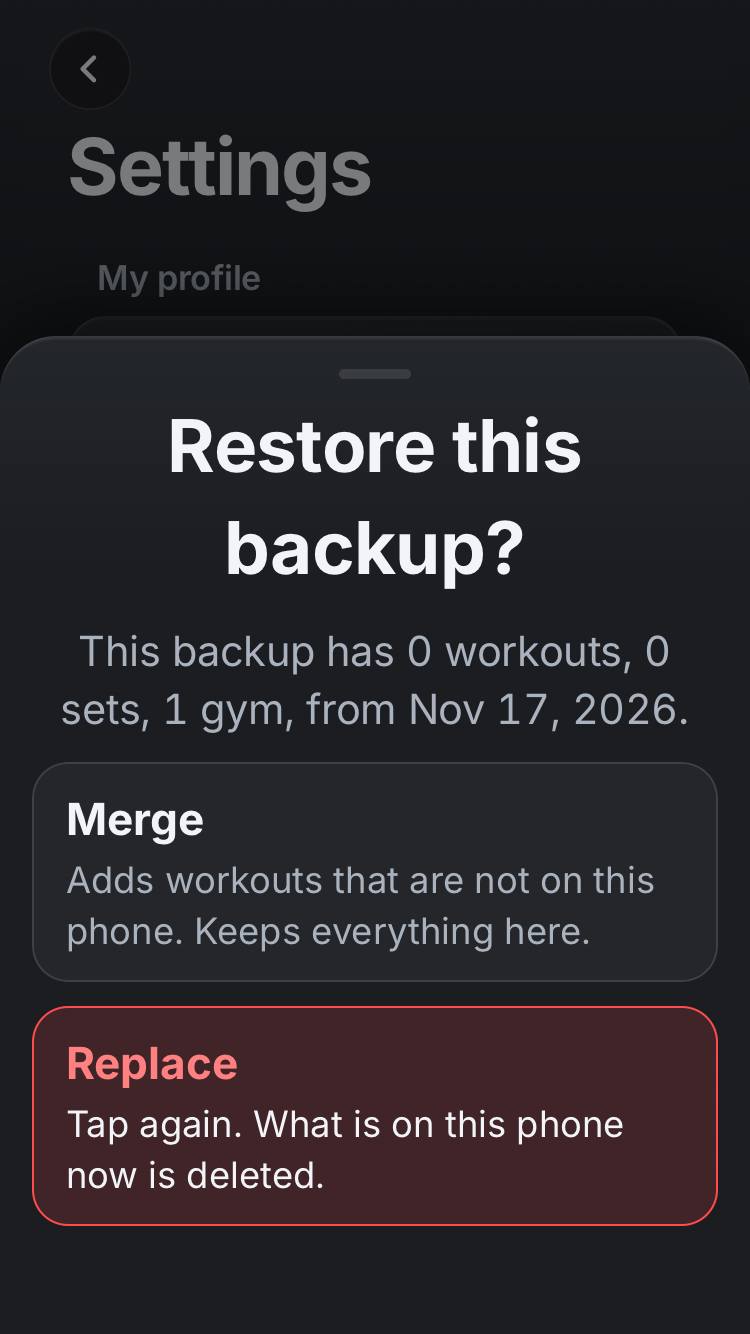 Settings
My profile
Restore this
backup?
This backup has 0 workouts, 0
sets, 1 gym, from Nov 17, 2026.
Merge
Adds workouts that are not on this
phone. Keeps everything here.
Replace
Tap again. What is on this phone
now is deleted.